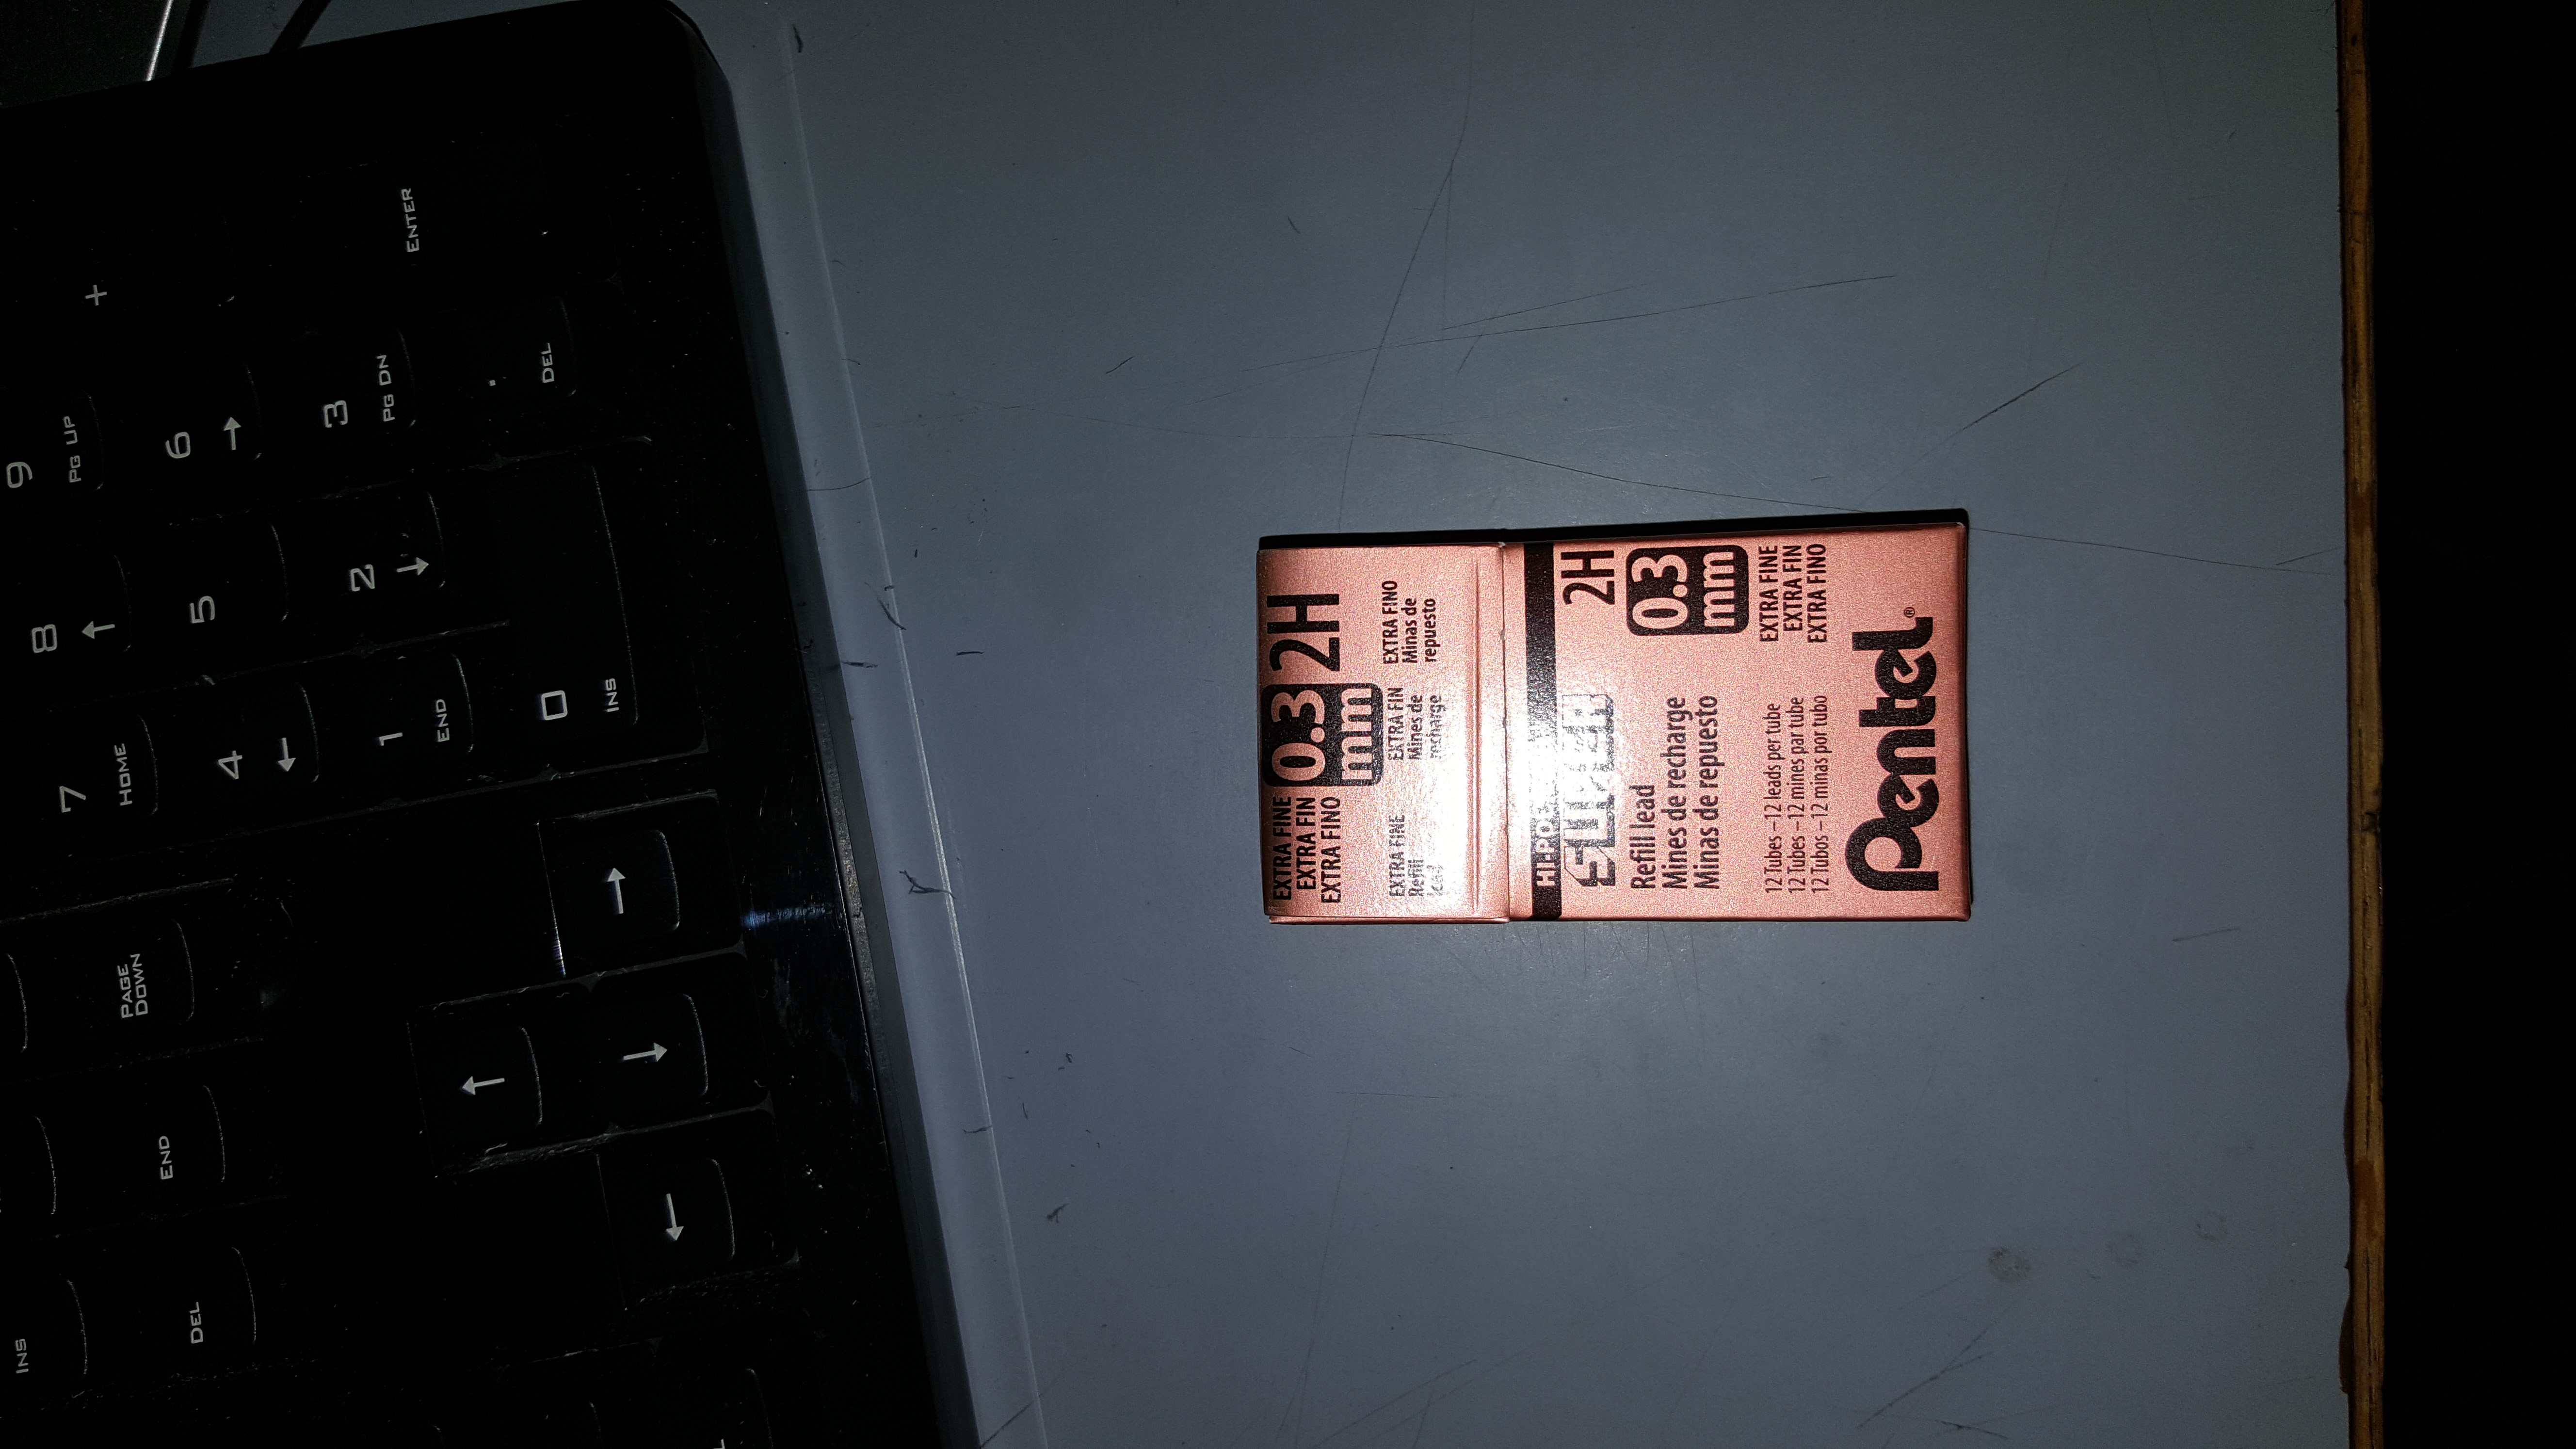 EXTRA FINE
EXTRA FIN
EXTRA FINO
0.3
mm
2H
EXTRA FINE
Refill
lead
EXTRA FIN
Mines de
recharge
EXTRA FINO
Minas de
repuesto
2H
0.3
mm
EXTRA FINE
EXTRA FIN
EXTRA FINO
Refill lead
Mines de recharge
Minas de repuesto
12 Tubes – 12 leads per tube
12 Tubes – 12 mines par tube
12 Tubos – 12 minas por tubo
Pentel®
INS
DEL
END
PAGE
DOWN
←
↑
↓
→
7
HOME
8
↑
9
PG UP
+
4
←
5
6
→
1
END
2
↓
3
PG DN
ENTER
0
INS
.
DEL